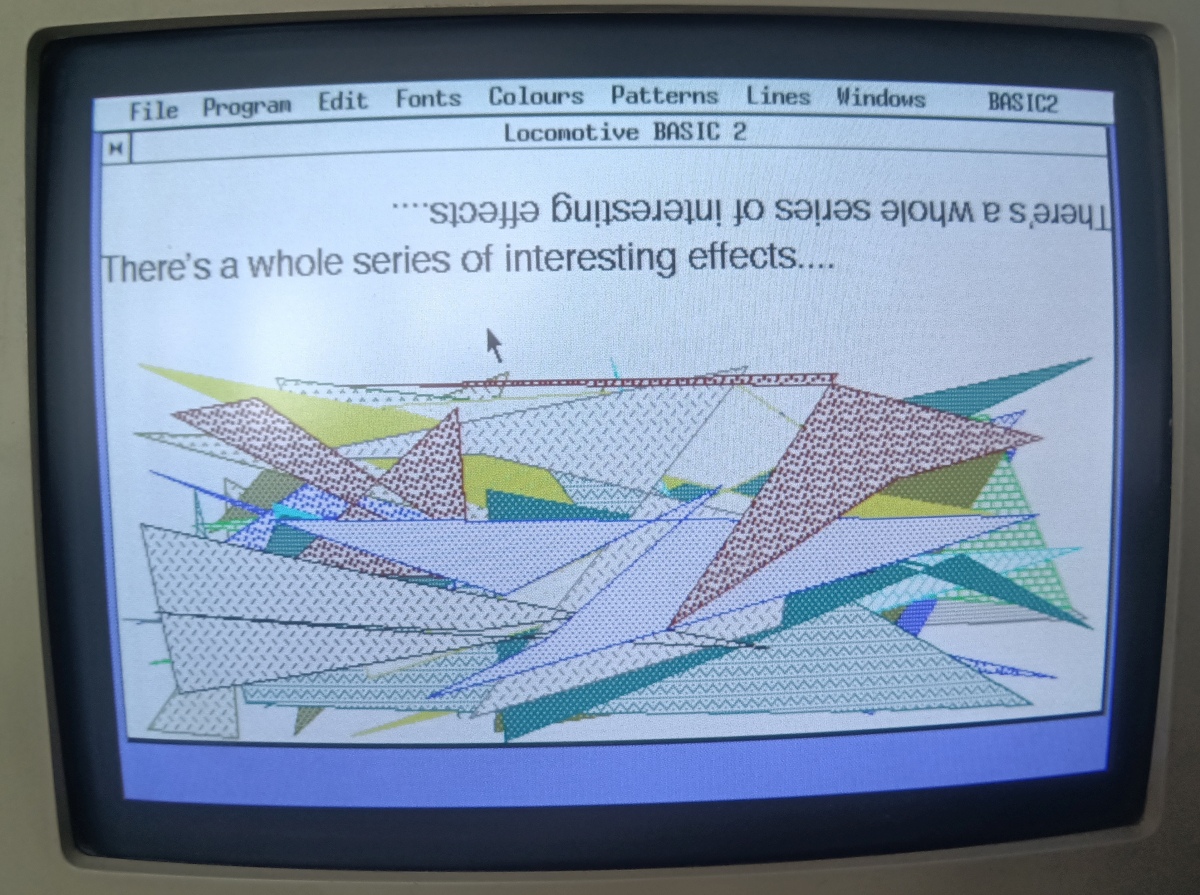 File Program Edit Fonts Colours Patterns Lines Windows BASIC2
Locomotive BASIC 2
There's a whole series of interesting effects....
There's a whole series of interesting effects....